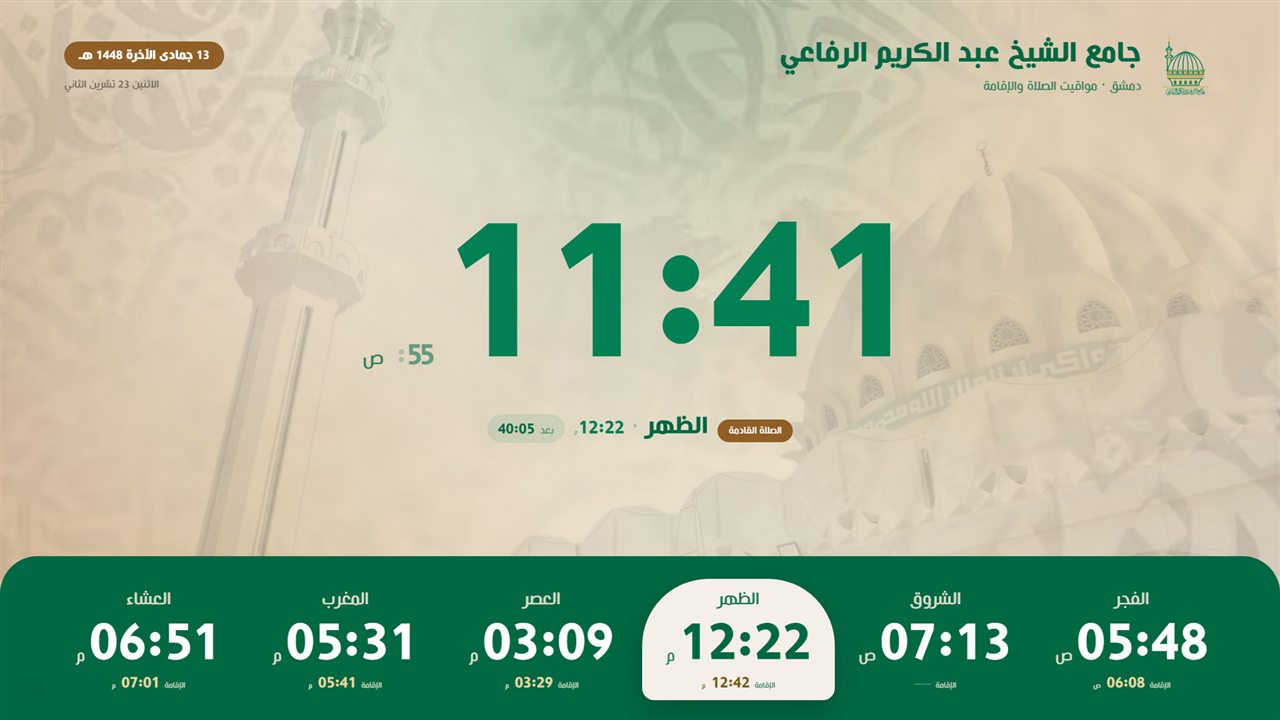 جامع الشيخ عبد الكريم الرفاعي
دمشق · مواقيت الصلاة والإقامة
13 جمادى الآخرة 1448 هـ
الاثنين 23 تشرين الثاني
11:41 :55 ص
الصلاة القادمة الظهر · 12:22 م بعد 40:05
الفجر
05:48 ص
الإقامة 06:08 ص
الشروق
07:13 ص
الإقامة —
الظهر
12:22 م
الإقامة 12:42 م
العصر
03:09 م
الإقامة 03:29 م
المغرب
05:31 م
الإقامة 05:41 م
العشاء
06:51 م
الإقامة 07:01 م